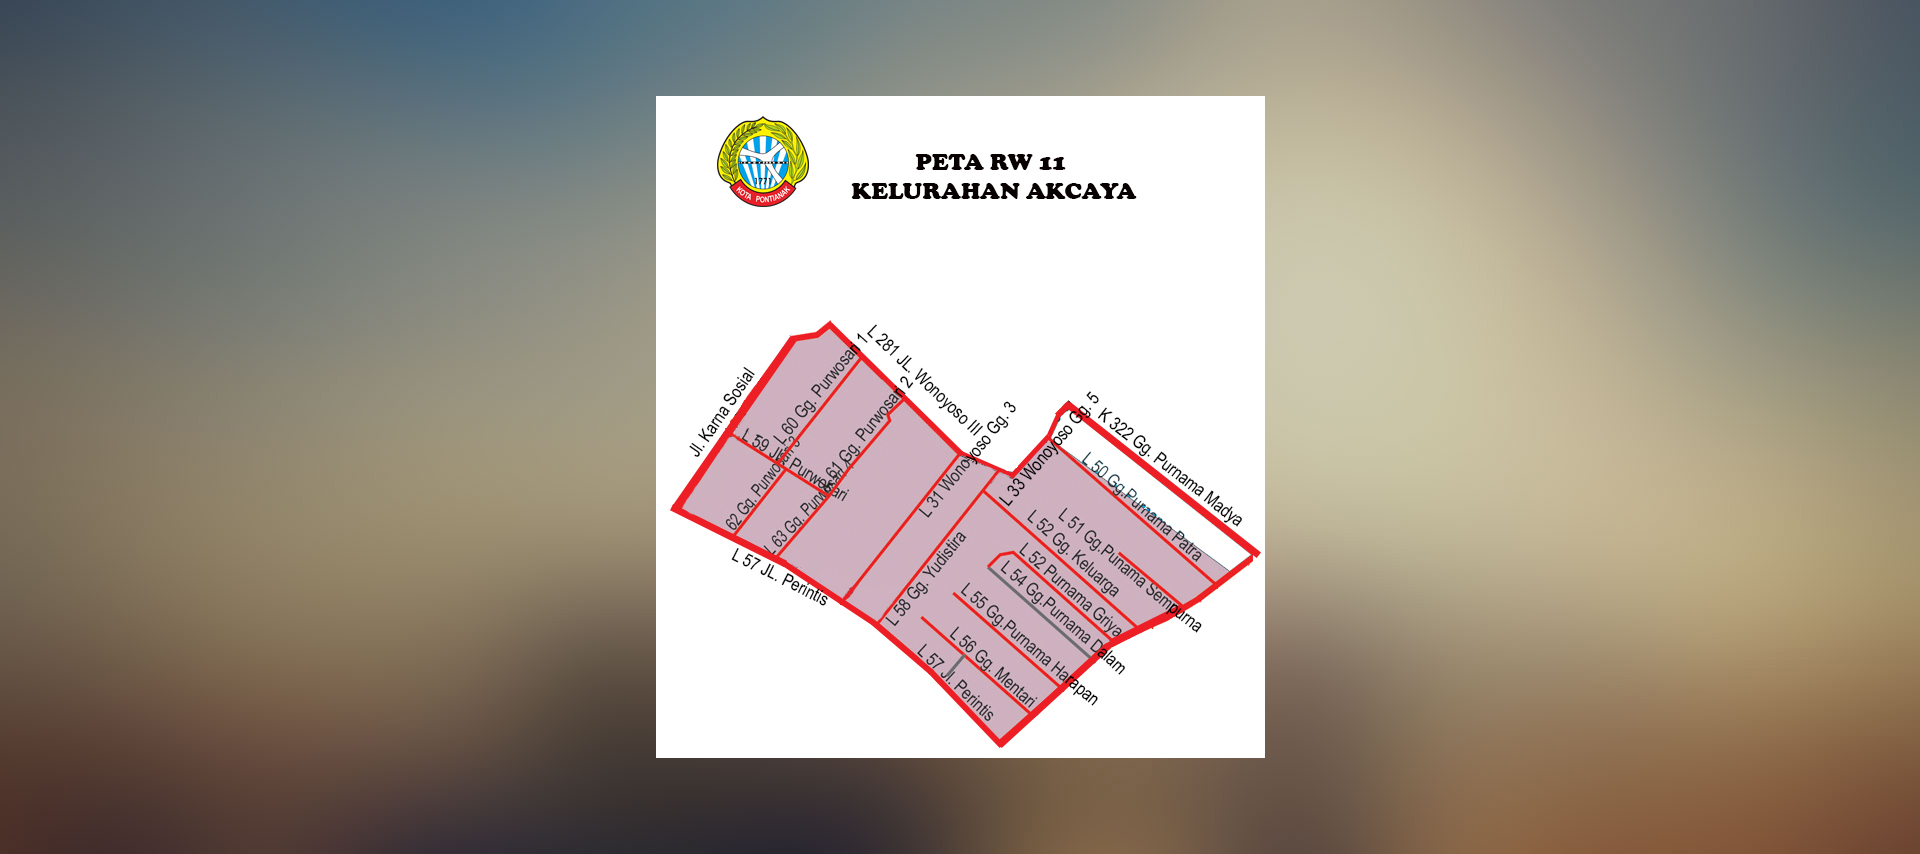 PETA RW 11
KELURAHAN AKCAYA
1771
KOTA PONTIANAK
Jl. Karna Sosial
L 60 Gg. Purwosari 1
L 281 JL. Wonoyoso III
L 59 Jln Purwosari
61 Gg. Purwosari 2
62 Gg. Purwosari 3
L 63 Gg. Purwosari 4
L 57 JL. Perintis
L 31 Wonoyoso Gg. 3
L 33 Wonoyoso Gg. 5
K 322 Gg. Purnama Madya
L 50 Gg.Purnama Patra
L 51 Gg.Punama Sempurna
L 52 Gg. Keluarga
L 52 Purnama Griya
L 54 Gg.Purnama Dalam
L 55 Gg.Purnama Harapan
L 56 Gg. Mentari
L 57 Jl. Perintis
L 58 Gg. Yudistira